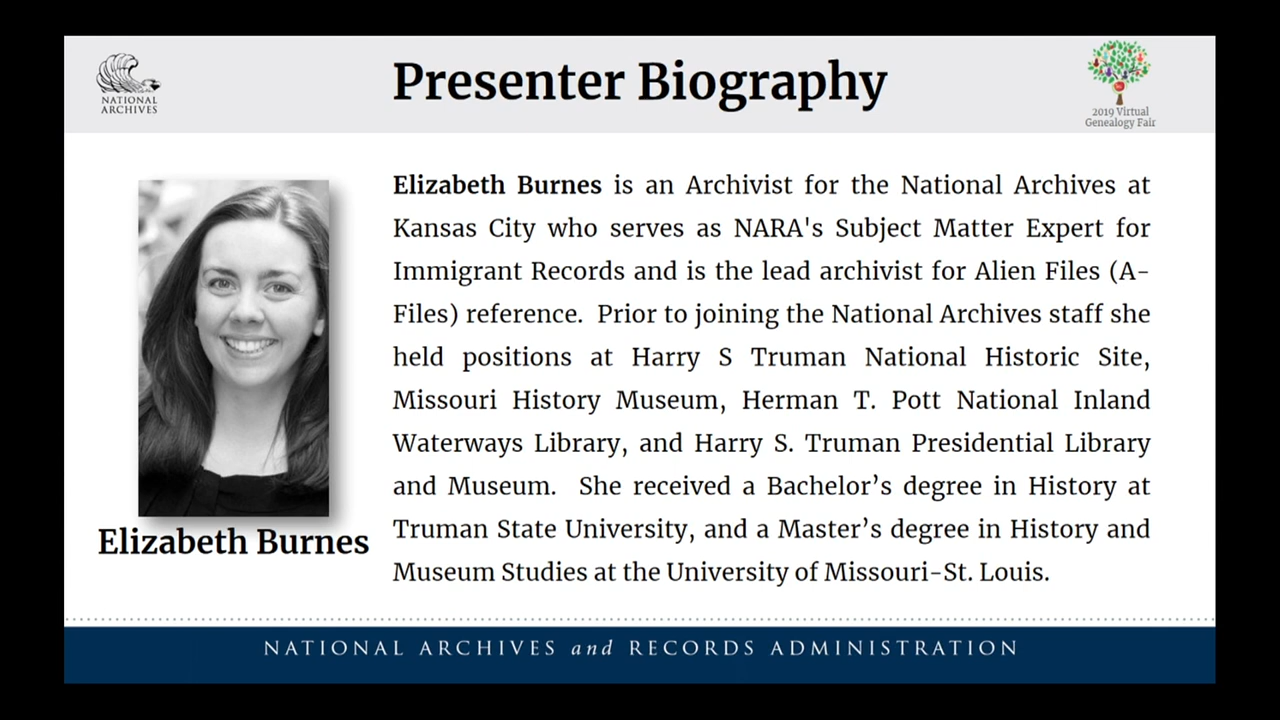 NATIONAL
ARCHIVES
Presenter Biography
2019 Virtual
Genealogy Fair
Elizabeth Burnes is an Archivist for the National Archives at
Kansas City who serves as NARA's Subject Matter Expert for
Immigrant Records and is the lead archivist for Alien Files (A-
Files) reference.  Prior to joining the National Archives staff she
held positions at Harry S Truman National Historic Site,
Missouri History Museum, Herman T. Pott National Inland
Waterways Library, and Harry S. Truman Presidential Library
and Museum.  She received a Bachelor’s degree in History at
Truman State University, and a Master’s degree in History and
Museum Studies at the University of Missouri-St. Louis.
Elizabeth Burnes
NATIONAL ARCHIVES and RECORDS ADMINISTRATION